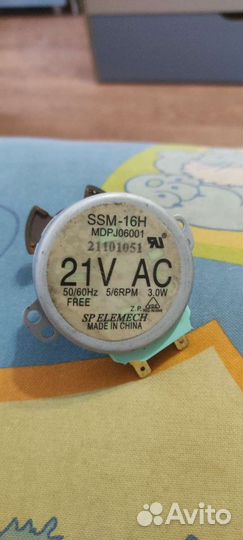 SSM-16H
MDPJ06001
21101051
21V AC
50/60Hz 5/6RPM 3.0W
FREE Z.P.
SP ELEMECH
MADE IN CHINA
Avito